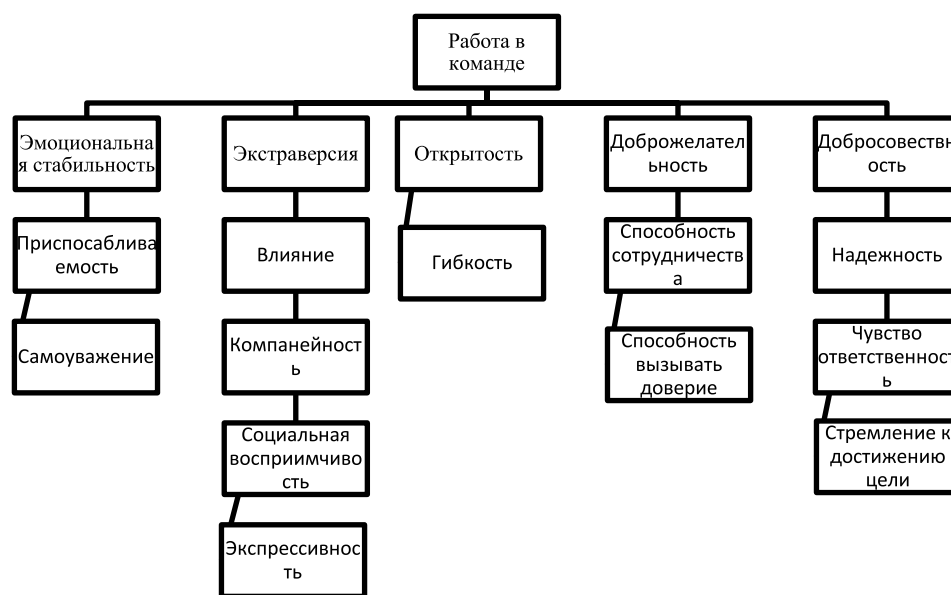 Работа в
команде
Эмоциональна
я стабильность
Экстраверсия
Открытость
Доброжелател
ьность
Добросовестн
ость
Приспосаблива
емость
Влияние
Гибкость
Способность
сотрудничеств
а
Надежность
Самоуважение
Компанейност
ь
Способность
вызывать
доверие
Чувство
ответственност
ь
Социальная
восприимчиво
сть
Стремление к
достижению
цели
Экспрессивнос
ть